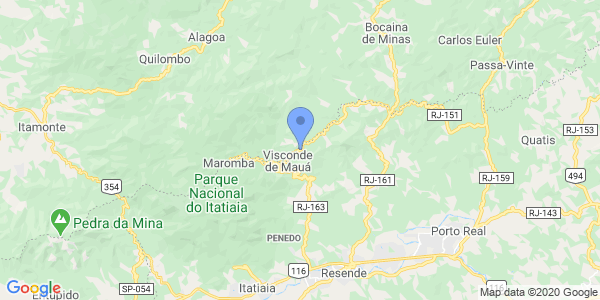 Bocaina
de Minas
Alagoa
Carlos Euler
Quilombo
Passa-Vinte
RJ-151
Itamonte
RJ-153
Quatis
Visconde
de Mauá
Maromba
354
Parque
Nacional
do Itatiaia
RJ-161
RJ-159
494
RJ-163
RJ-143
Pedra da Mina
Porto Real
PENEDO
116
Resende
SP-054
Itatiaia
116
Google
Map data ©2020 Google